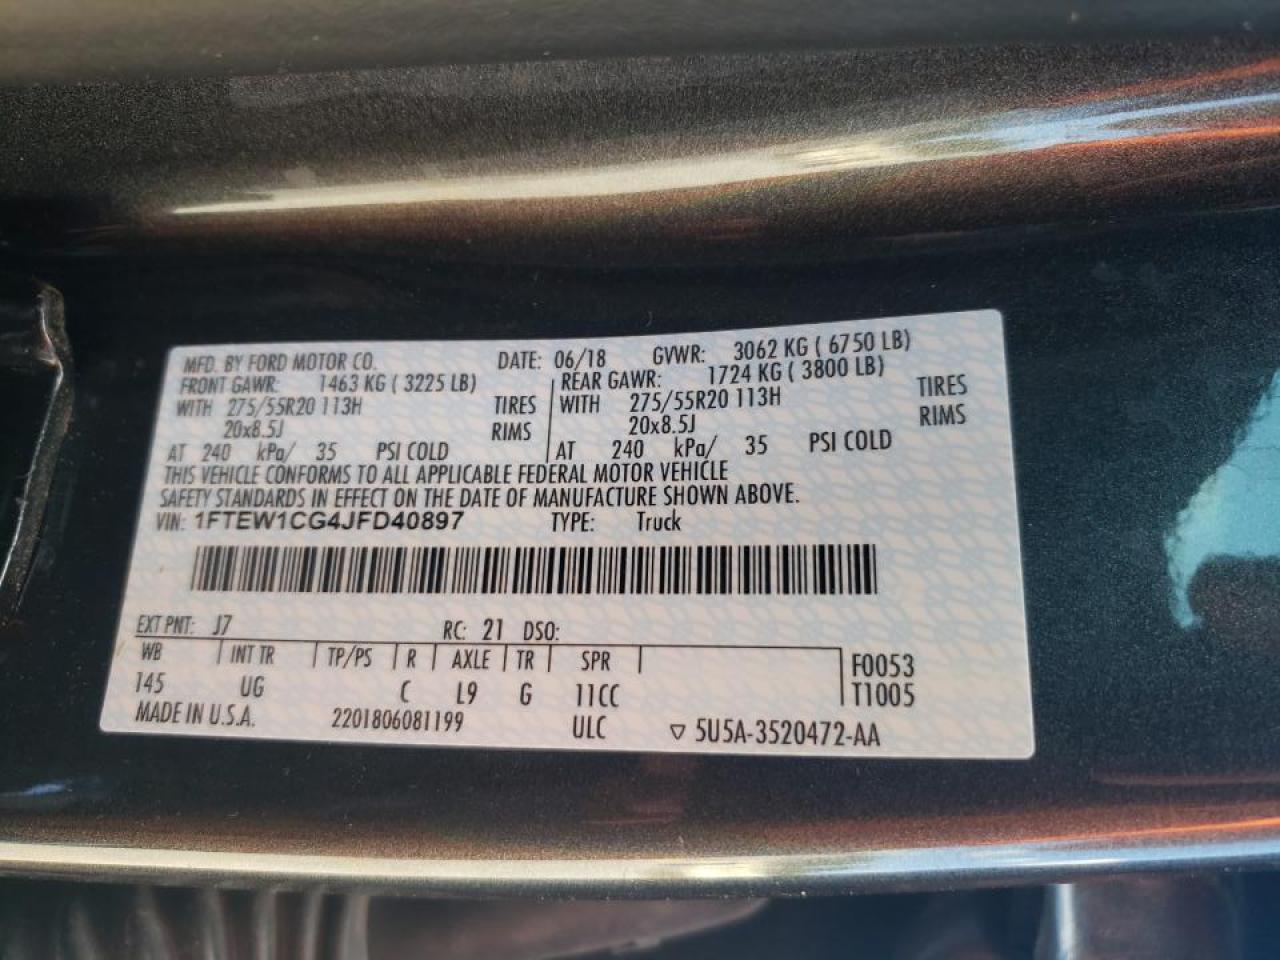 MFD. BY FORD MOTOR CO. DATE: 06/18 GVWR: 3062 KG ( 6750 LB)
FRONT GAWR: 1463 KG ( 3225 LB) REAR GAWR: 1724 KG ( 3800 LB)
WITH 275/55R20 113H TIRES WITH 275/55R20 113H TIRES
20x8.5J RIMS 20x8.5J RIMS
AT 240 kPa/ 35 PSI COLD AT 240 kPa/ 35 PSI COLD
THIS VEHICLE CONFORMS TO ALL APPLICABLE FEDERAL MOTOR VEHICLE
SAFETY STANDARDS IN EFFECT ON THE DATE OF MANUFACTURE SHOWN ABOVE.
VIN: 1FTEW1CG4JFD40897 TYPE: Truck
EXT PNT: J7 RC: 21 DSO:
WB INT TR TP/PS R AXLE TR SPR F0053
145 UG C L9 G 11CC T1005
MADE IN U.S.A. 2201806081199 ULC ▽ 5U5A-3520472-AA